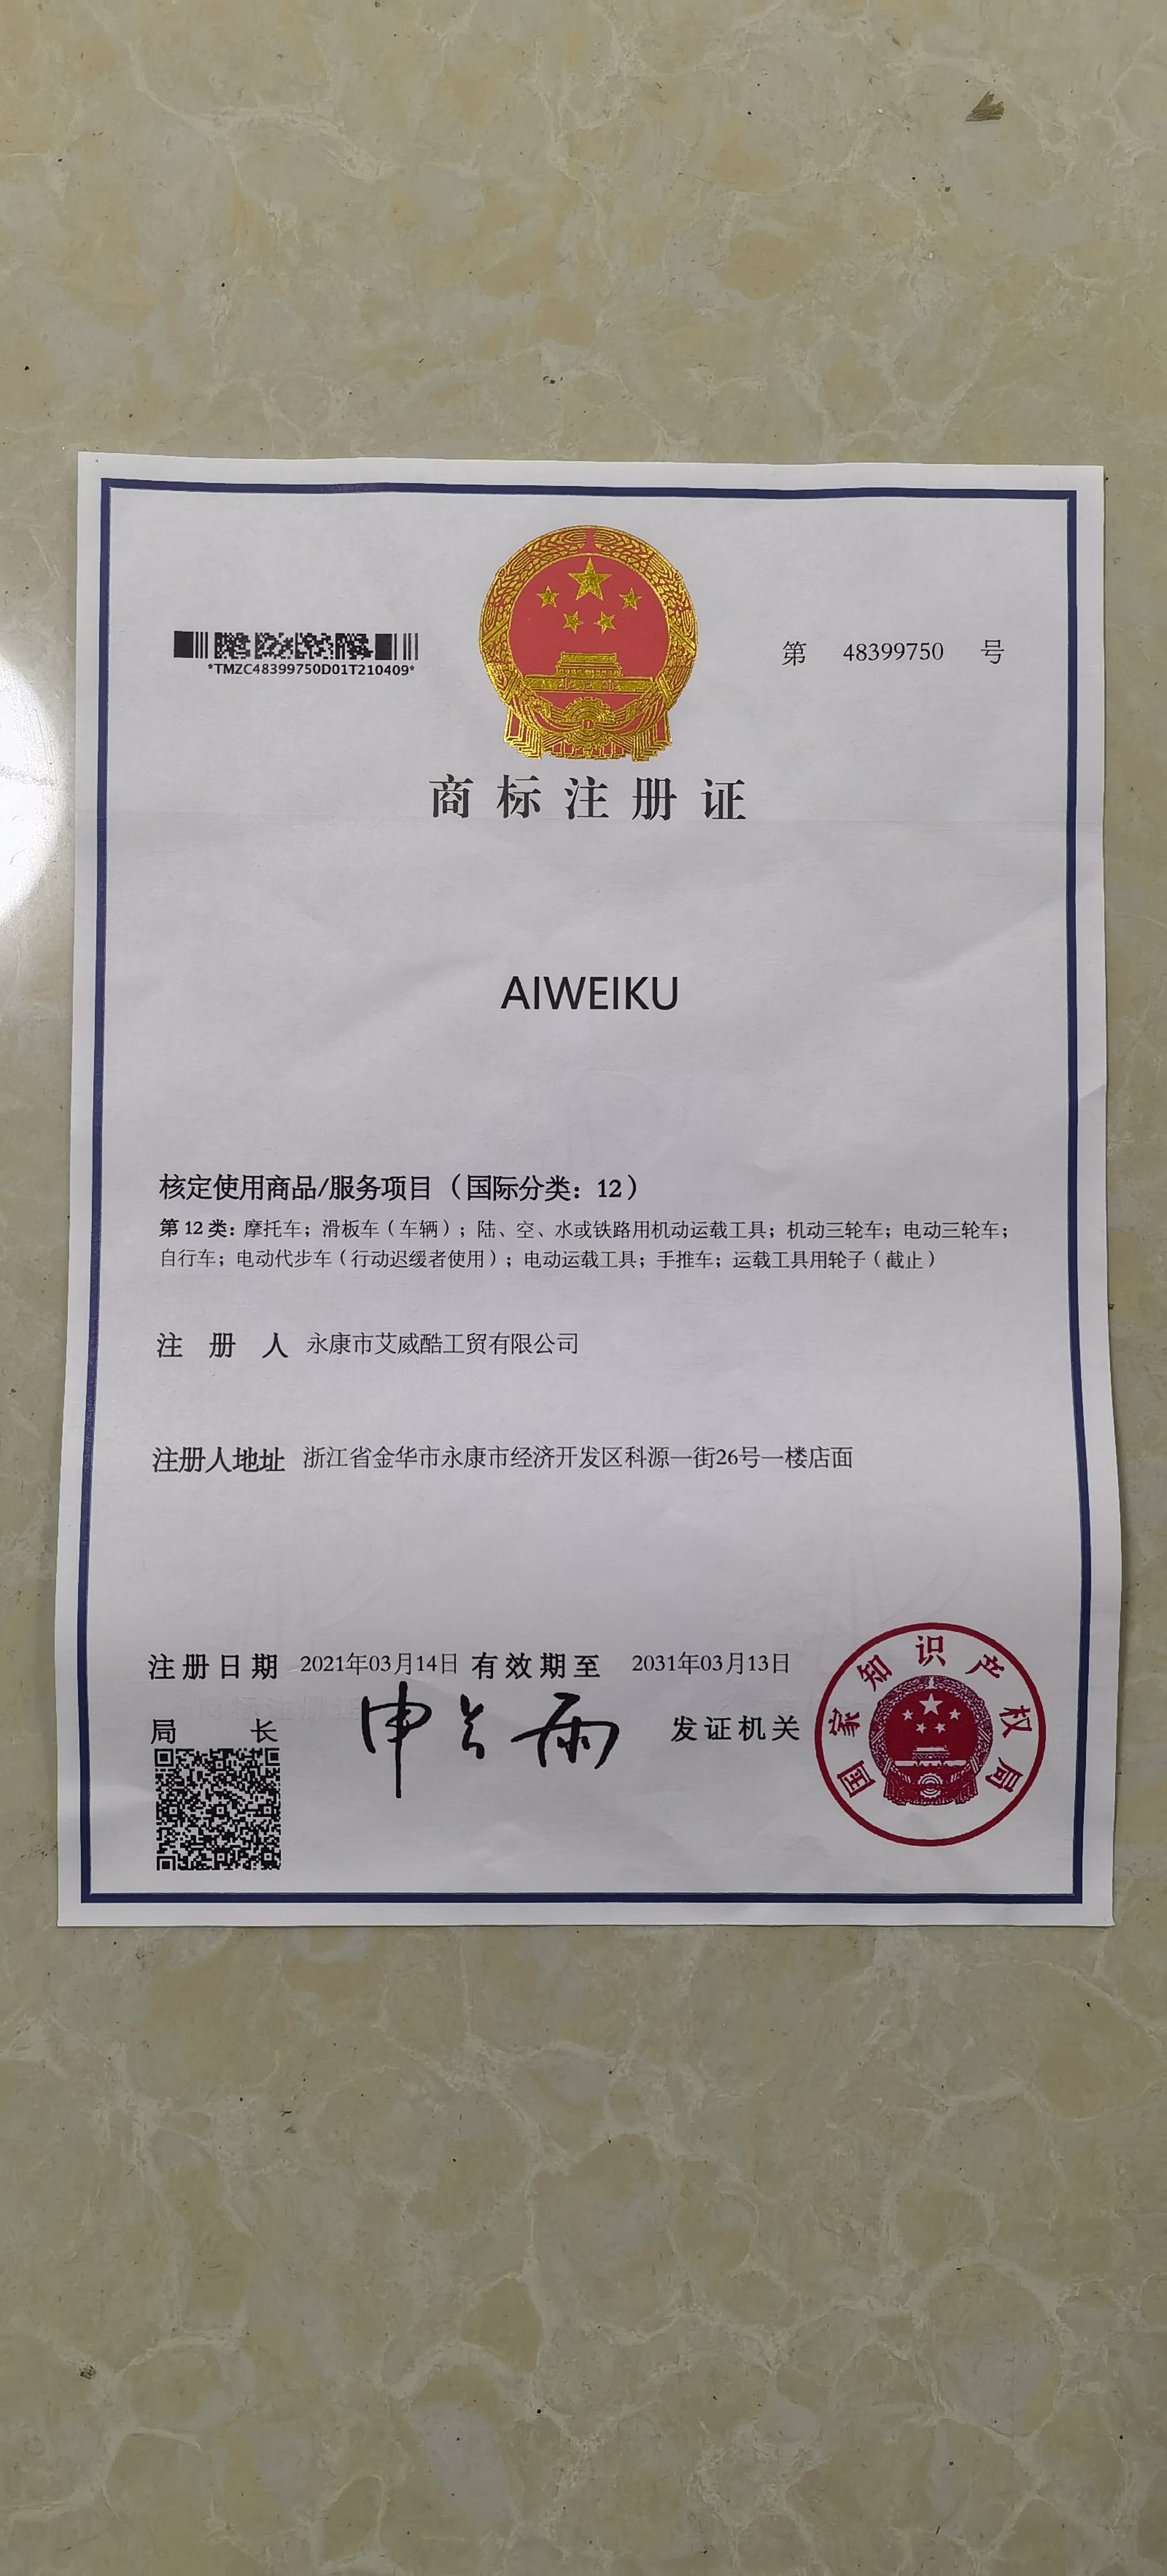 *TMZC48399750D01T210409*
第 48399750 号
商标注册证
AIWEIKU
核定使用商品/服务项目（国际分类：12）
第12类：摩托车；滑板车（车辆）；陆、空、水或铁路用机动运载工具；机动三轮车；电动三轮车；
自行车；电动代步车（行动迟缓者使用）；电动运载工具；手推车；运载工具用轮子（截止）
注册人 永康市艾威酷工贸有限公司
注册人地址 浙江省金华市永康市经济开发区科源一街26号一楼店面
注册日期 2021年03月14日 有效期至 2031年03月13日
局长 申长雨 发证机关
国家知识产权局